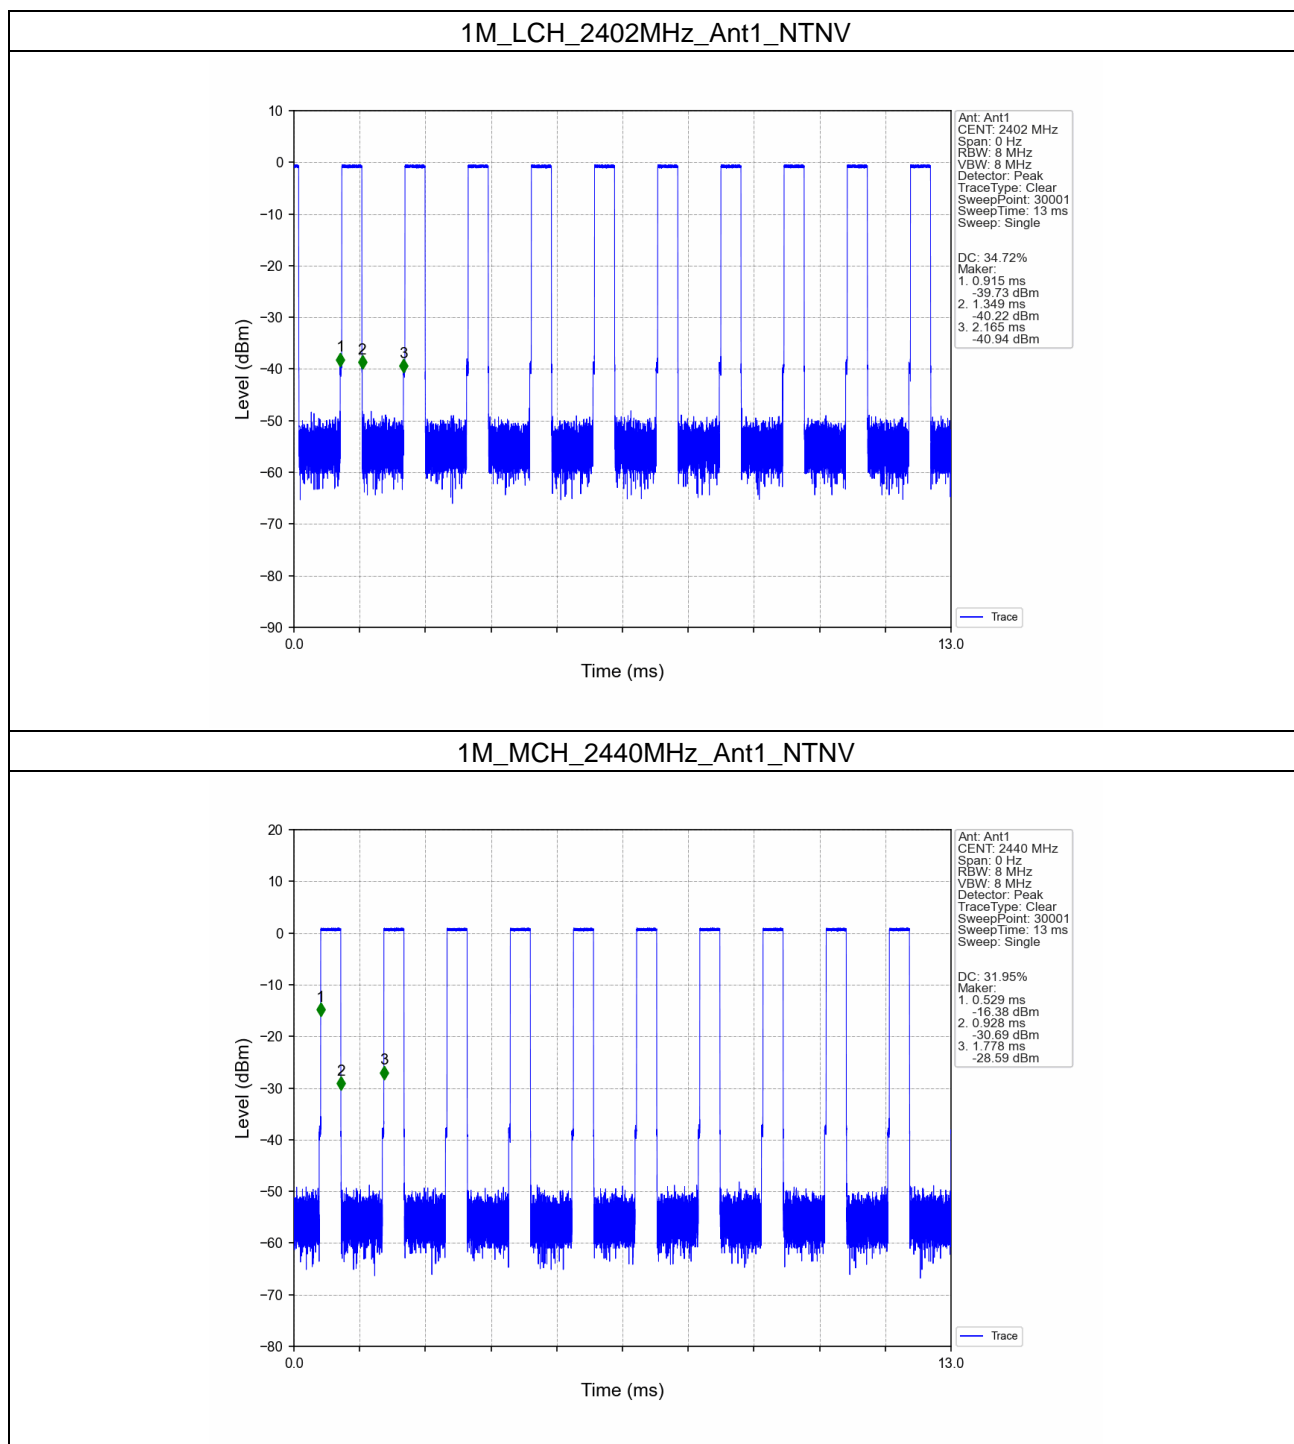 1M_LCH_2402MHz_Ant1_NTNV
10
0
−10
−20
−30
−40
−50
−60
−70
−80
−90
Level (dBm)
1
2
3
0.0
13.0
Time (ms)
Ant: Ant1
CENT: 2402 MHz
Span: 0 Hz
RBW: 8 MHz
VBW: 8 MHz
Detector: Peak
TraceType: Clear
SweepPoint: 30001
SweepTime: 13 ms
Sweep: Single
DC: 34.72%
Maker:
1. 0.915 ms
-39.73 dBm
2. 1.349 ms
-40.22 dBm
3. 2.165 ms
-40.94 dBm
Trace
1M_MCH_2440MHz_Ant1_NTNV
20
10
0
−10
−20
−30
−40
−50
−60
−70
−80
Level (dBm)
1
2
3
0.0
13.0
Time (ms)
Ant: Ant1
CENT: 2440 MHz
Span: 0 Hz
RBW: 8 MHz
VBW: 8 MHz
Detector: Peak
TraceType: Clear
SweepPoint: 30001
SweepTime: 13 ms
Sweep: Single
DC: 31.95%
Maker:
1. 0.529 ms
-16.38 dBm
2. 0.928 ms
-30.69 dBm
3. 1.778 ms
-28.59 dBm
Trace